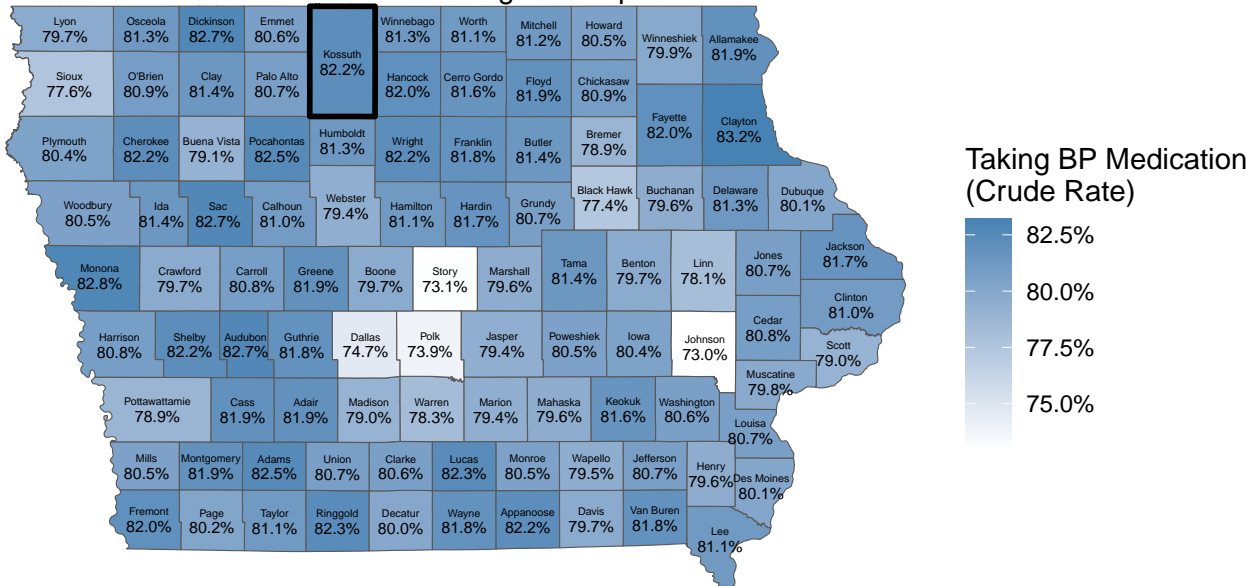 Lyon
79.7%
Osceola
81.3%
Dickinson
82.7%
Emmet
80.6%
Kossuth
82.2%
Winnebago
81.3%
Worth
81.1%
Mitchell
81.2%
Howard
80.5%
Winneshiek
79.9%
Allamakee
81.9%
Sioux
77.6%
O'Brien
80.9%
Clay
81.4%
Palo Alto
80.7%
Hancock
82.0%
Cerro Gordo
81.6%
Floyd
81.9%
Chickasaw
80.9%
Fayette
82.0%
Clayton
83.2%
Plymouth
80.4%
Cherokee
82.2%
Buena Vista
79.1%
Pocahontas
82.5%
Humboldt
81.3%
Wright
82.2%
Franklin
81.8%
Butler
81.4%
Bremer
78.9%
Woodbury
80.5%
Ida
81.4%
Sac
82.7%
Calhoun
81.0%
Webster
79.4%
Hamilton
81.1%
Hardin
81.7%
Grundy
80.7%
Black Hawk
77.4%
Buchanan
79.6%
Delaware
81.3%
Dubuque
80.1%
Monona
82.8%
Crawford
79.7%
Carroll
80.8%
Greene
81.9%
Boone
79.7%
Story
73.1%
Marshall
79.6%
Tama
81.4%
Benton
79.7%
Linn
78.1%
Jones
80.7%
Jackson
81.7%
Clinton
81.0%
Harrison
80.8%
Shelby
82.2%
Audubon
82.7%
Guthrie
81.8%
Dallas
74.7%
Polk
73.9%
Jasper
79.4%
Poweshiek
80.5%
Iowa
80.4%
Johnson
73.0%
Cedar
80.8%
Scott
79.0%
Muscatine
79.8%
Pottawattamie
78.9%
Cass
81.9%
Adair
81.9%
Madison
79.0%
Warren
78.3%
Marion
79.4%
Mahaska
79.6%
Keokuk
81.6%
Washington
80.6%
Louisa
80.7%
Mills
80.5%
Montgomery
81.9%
Adams
82.5%
Union
80.7%
Clarke
80.6%
Lucas
82.3%
Monroe
80.5%
Wapello
79.5%
Jefferson
80.7%
Henry
79.6%
Des Moines
80.1%
Fremont
82.0%
Page
80.2%
Taylor
81.1%
Ringgold
82.3%
Decatur
80.0%
Wayne
81.8%
Appanoose
82.2%
Davis
79.7%
Van Buren
81.8%
Lee
81.1%
Taking BP Medication
(Crude Rate)
82.5%
80.0%
77.5%
75.0%